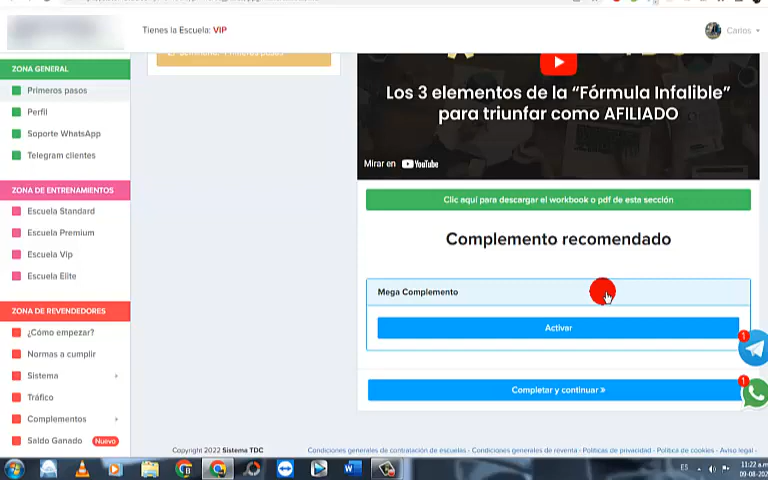 Tienes la Escuela: VIP
Carlos
ZONA GENERAL
Primeros pasos
Perfil
Soporte WhatsApp
Telegram clientes
ZONA DE ENTRENAMIENTOS
Escuela Standard
Escuela Premium
Escuela Vip
Escuela Elite
ZONA DE REVENDEDORES
¿Cómo empezar?
Normas a cumplir
Sistema
Tráfico
Complementos
Saldo Ganado Nuevo
Los 3 elementos de la “Fórmula Infalible”
para triunfar como AFILIADO
Mirar en YouTube
Clic aquí para descargar el workbook o pdf de esta sección
Complemento recomendado
Mega Complemento
Activar
1
1
Completar y continuar »
Copyright 2022 Sistema TDC
Condiciones generales de contratación de escuelas - Condiciones generales de reventa - Políticas de privacidad - Política de cookies - Aviso legal -
ES
11:22 a.m.